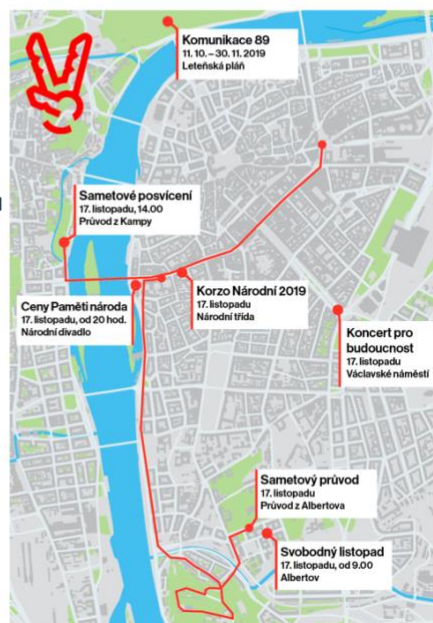 Komunikace 89
11. 10. – 30. 11. 2019
Letenská pláň
Sametové posvícení
17. listopadu, 14.00
Průvod z Kampy
Ceny Paměti národa
17. listopadu, od 20 hod.
Národní divadlo
Korzo Národní 2019
17. listopadu
Národní třída
Koncert pro
budoucnost
17. listopadu
Václavské náměstí
Sametový průvod
17. listopadu
Průvod z Albertova
Svobodný listopad
17. listopadu, od 9.00
Albertov